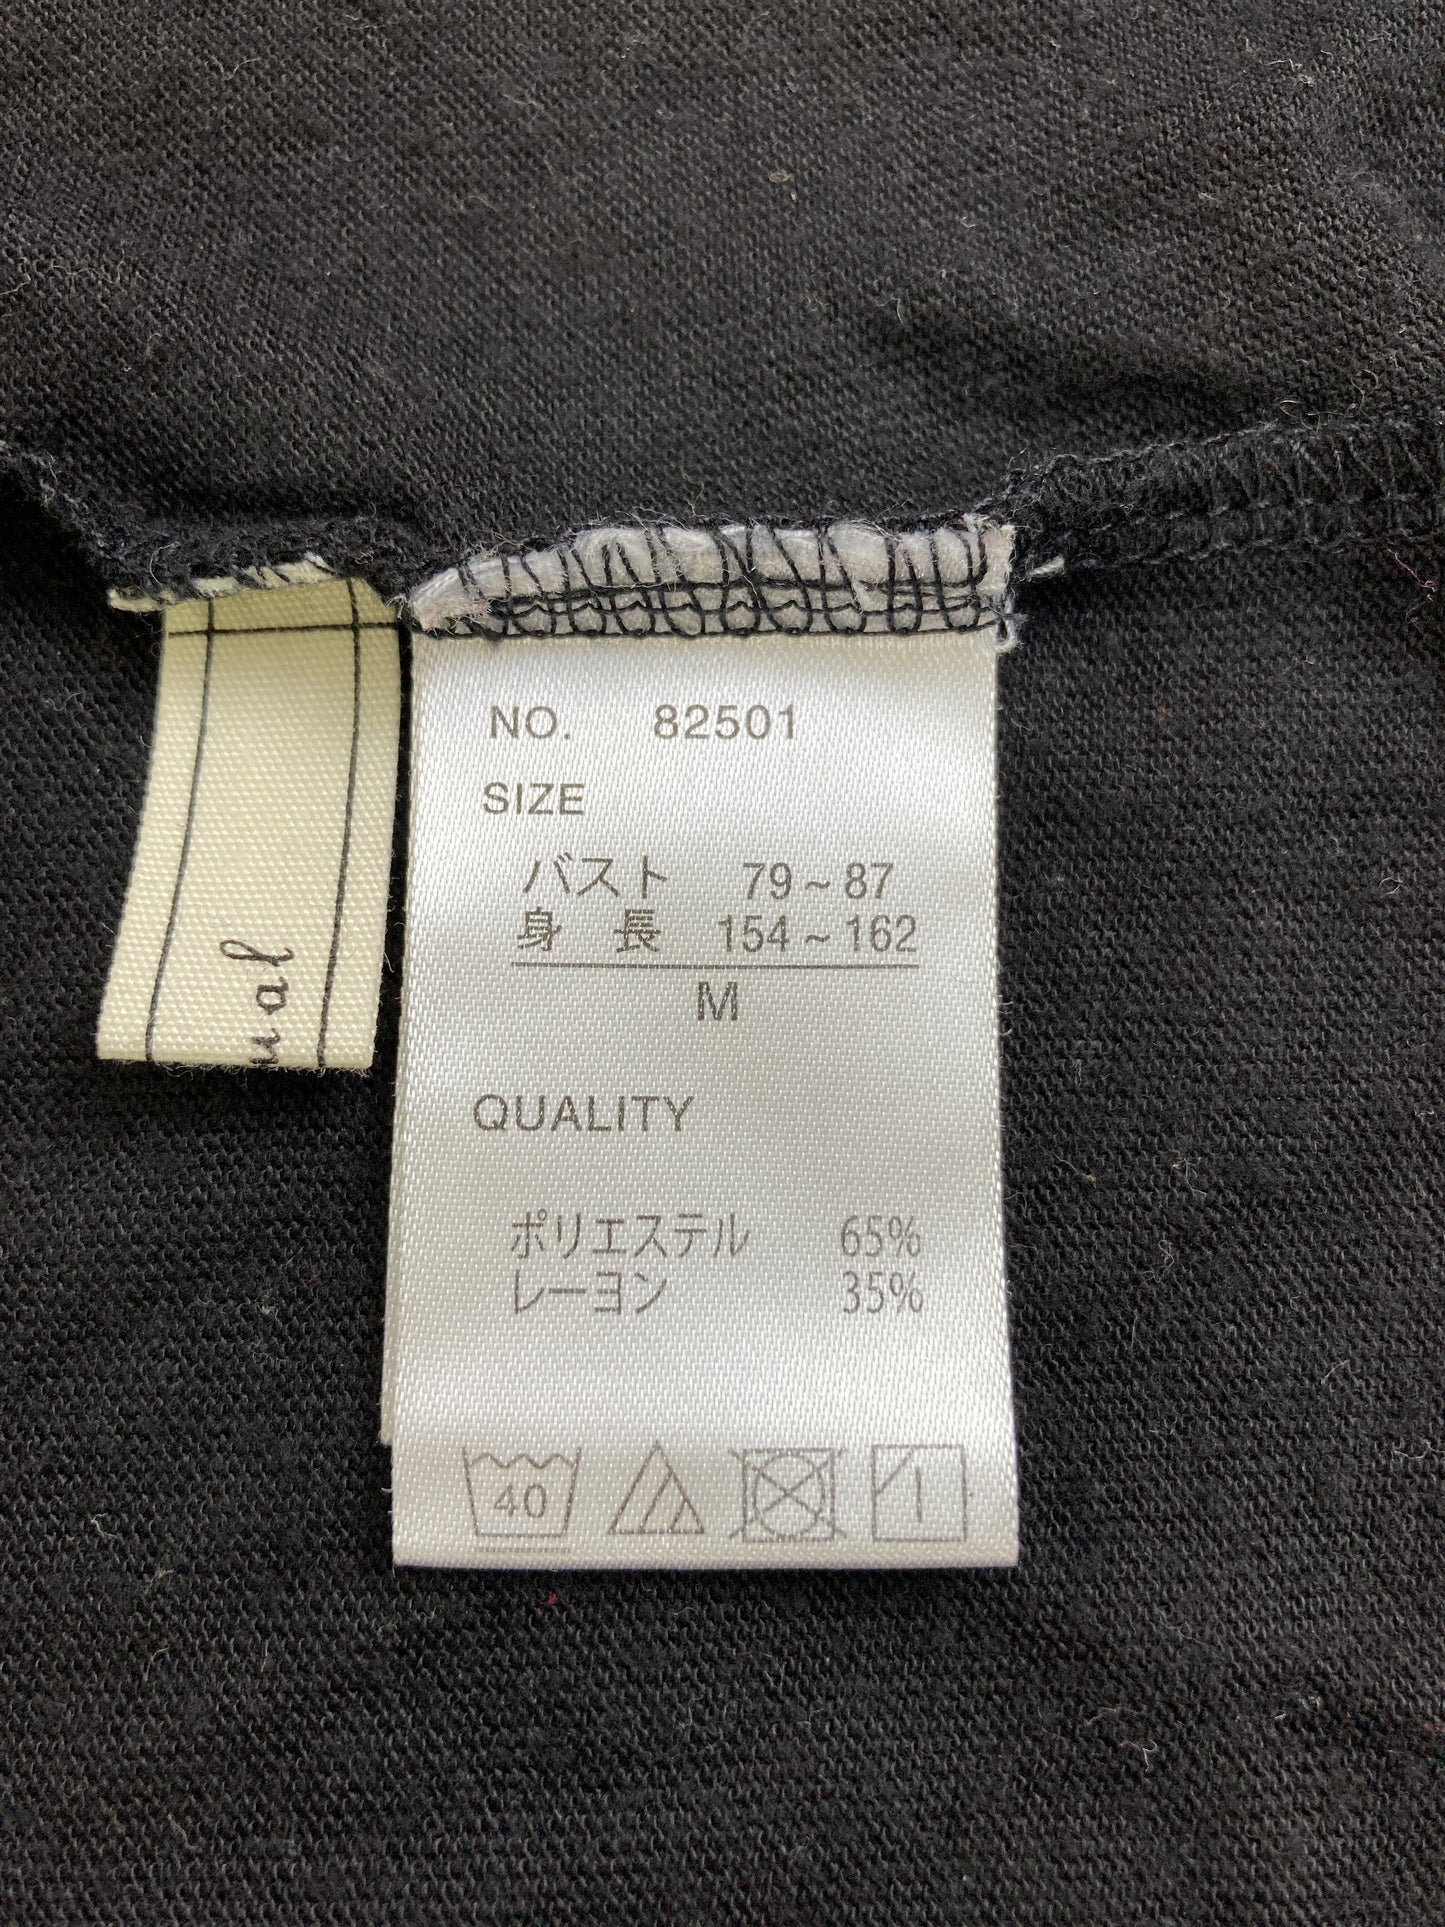 NO. 82501
SIZE
バスト 79~87
身 長 154~162
M
QUALITY
ポリエステル 65%
レーヨン 35%
40